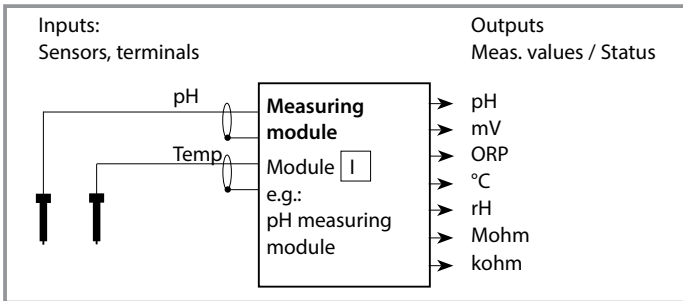 Inputs:
Sensors, terminals
Outputs
Meas. values / Status
pH
Temp
Measuring
module
Module I
e.g.:
pH measuring
module
pH
mV
ORP
°C
rH
Mohm
kohm